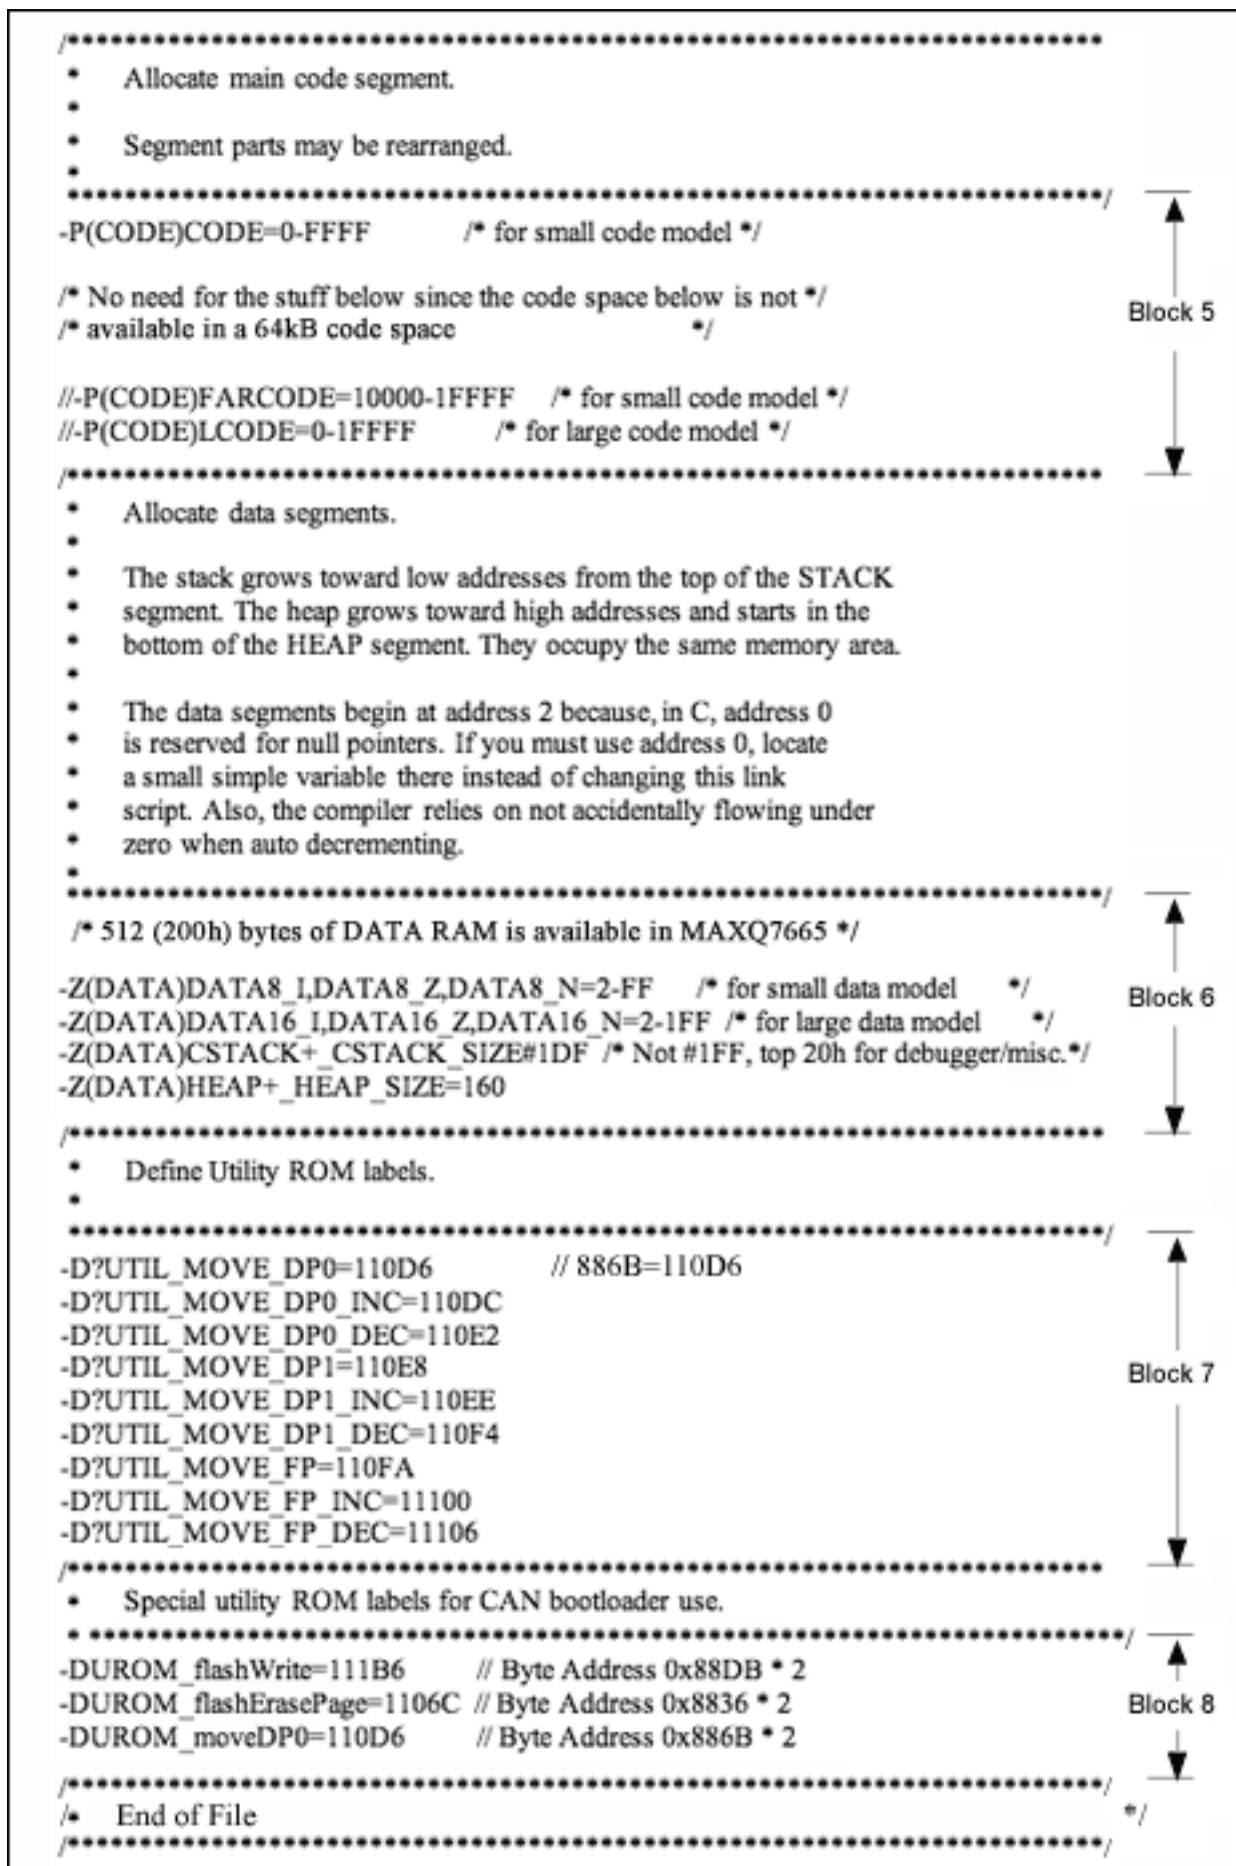 /*************************************************************************
* Allocate main code segment.
*
* Segment parts may be rearranged.
*
*************************************************************************/
-P(CODE)CODE=0-FFFF /* for small code model */
/* No need for the stuff below since the code space below is not */
/* available in a 64kB code space */
Block 5
//-P(CODE)FARCODE=10000-1FFFF /* for small code model */
//-P(CODE)LCODE=0-1FFFF /* for large code model */
/*************************************************************************
* Allocate data segments.
*
* The stack grows toward low addresses from the top of the STACK
* segment. The heap grows toward high addresses and starts in the
* bottom of the HEAP segment. They occupy the same memory area.
*
* The data segments begin at address 2 because, in C, address 0
* is reserved for null pointers. If you must use address 0, locate
* a small simple variable there instead of changing this link
* script. Also, the compiler relies on not accidentally flowing under
* zero when auto decrementing.
*
*************************************************************************/
/* 512 (200h) bytes of DATA RAM is available in MAXQ7665 */
-Z(DATA)DATA8_I,DATA8_Z,DATA8_N=2-FF /* for small data model */
Block 6
-Z(DATA)DATA16_I,DATA16_Z,DATA16_N=2-1FF /* for large data model */
-Z(DATA)CSTACK+_CSTACK_SIZE#1DF /* Not #1FF, top 20h for debugger/misc.*/
-Z(DATA)HEAP+_HEAP_SIZE=160
/*************************************************************************
* Define Utility ROM labels.
*
*************************************************************************/
-D?UTIL_MOVE_DP0=110D6 // 886B=110D6
-D?UTIL_MOVE_DP0_INC=110DC
-D?UTIL_MOVE_DP0_DEC=110E2
-D?UTIL_MOVE_DP1=110E8
Block 7
-D?UTIL_MOVE_DP1_INC=110EE
-D?UTIL_MOVE_DP1_DEC=110F4
-D?UTIL_MOVE_FP=110FA
-D?UTIL_MOVE_FP_INC=11100
-D?UTIL_MOVE_FP_DEC=11106
/*************************************************************************
* Special utility ROM labels for CAN bootloader use.
* *************************************************************************/
-DUROM_flashWrite=111B6 // Byte Address 0x88DB * 2
-DUROM_flashErasePage=1106C // Byte Address 0x8836 * 2
Block 8
-DUROM_moveDP0=110D6 // Byte Address 0x886B * 2
/*************************************************************************/
/* End of File */
/*************************************************************************/